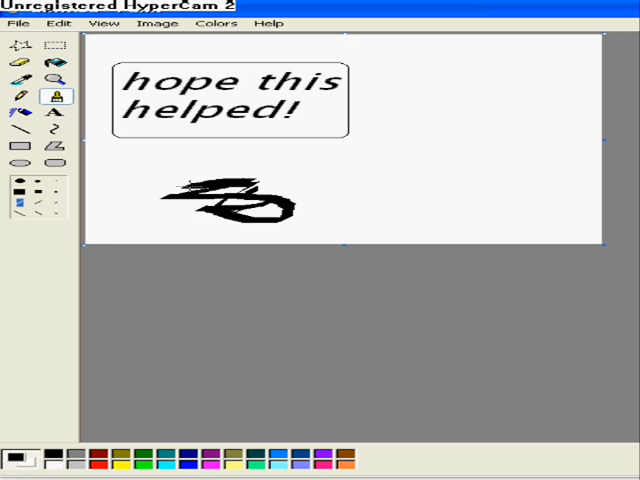 Unregistered HyperCam 2
File Edit View Image Colors Help
hope this
helped!